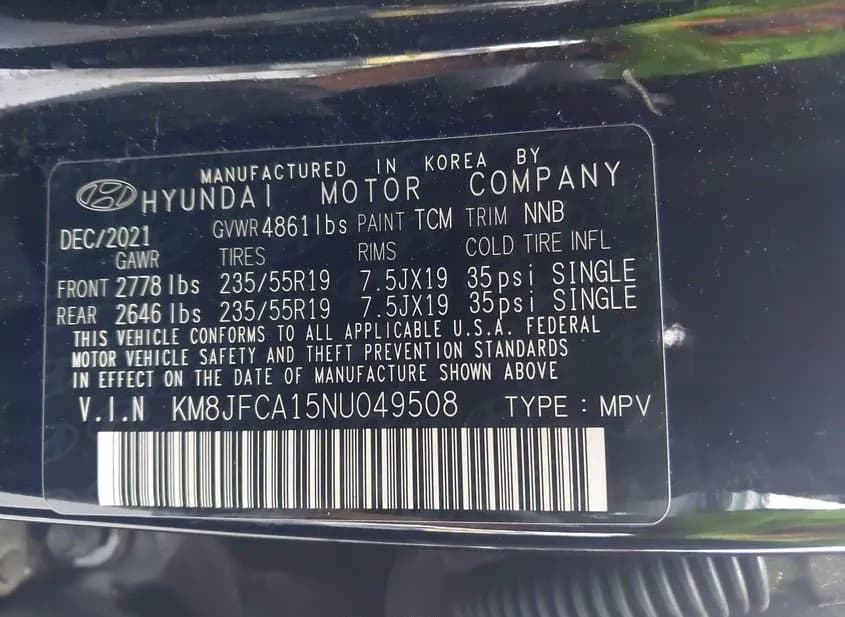 MANUFACTURED IN KOREA BY
HYUNDAI MOTOR COMPANY
DEC/2021 GVWR 4861lbs PAINT TCM TRIM NNB
GAWR TIRES RIMS COLD TIRE INFL
FRONT 2778 lbs 235/55R19 7.5JX19 35psi SINGLE
REAR 2646 lbs 235/55R19 7.5JX19 35psi SINGLE
THIS VEHICLE CONFORMS TO ALL APPLICABLE U.S.A. FEDERAL
MOTOR VEHICLE SAFETY AND THEFT PREVENTION STANDARDS
IN EFFECT ON THE DATE OF MANUFACTURE SHOWN ABOVE
V.I.N KM8JFCA15NU049508 TYPE : MPV